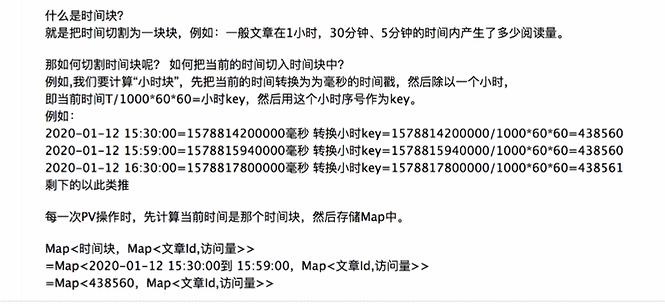 什么是时间块?
就是把时间切割为一块块，例如：一般文章在1小时，30分钟、5分钟的时间内产生了多少阅读量。
那如何切割时间块呢？ 如何把当前的时间切入时间块中?
例如,我们要计算“小时块”，先把当前的时间转换为为毫秒的时间戳，然后除以一个小时，
即当前时间T/1000*60*60=小时key，然后用这个小时序号作为key。
例如：
2020-01-12 15:30:00=1578814200000毫秒 转换小时key=1578814200000/1000*60*60=438560
2020-01-12 15:59:00=1578815940000毫秒 转换小时key=1578815940000/1000*60*60=438560
2020-01-12 16:30:00=1578817800000毫秒 转换小时key=1578817800000/1000*60*60=438561
剩下的以此类推
每一次PV操作时，先计算当前时间是那个时间块，然后存储Map中。
Map<时间块，Map<文章Id,访问量>>
=Map<2020-01-12 15:30:00到 15:59:00，Map<文章Id,访问量>>
=Map<438560，Map<文章Id,访问量>>